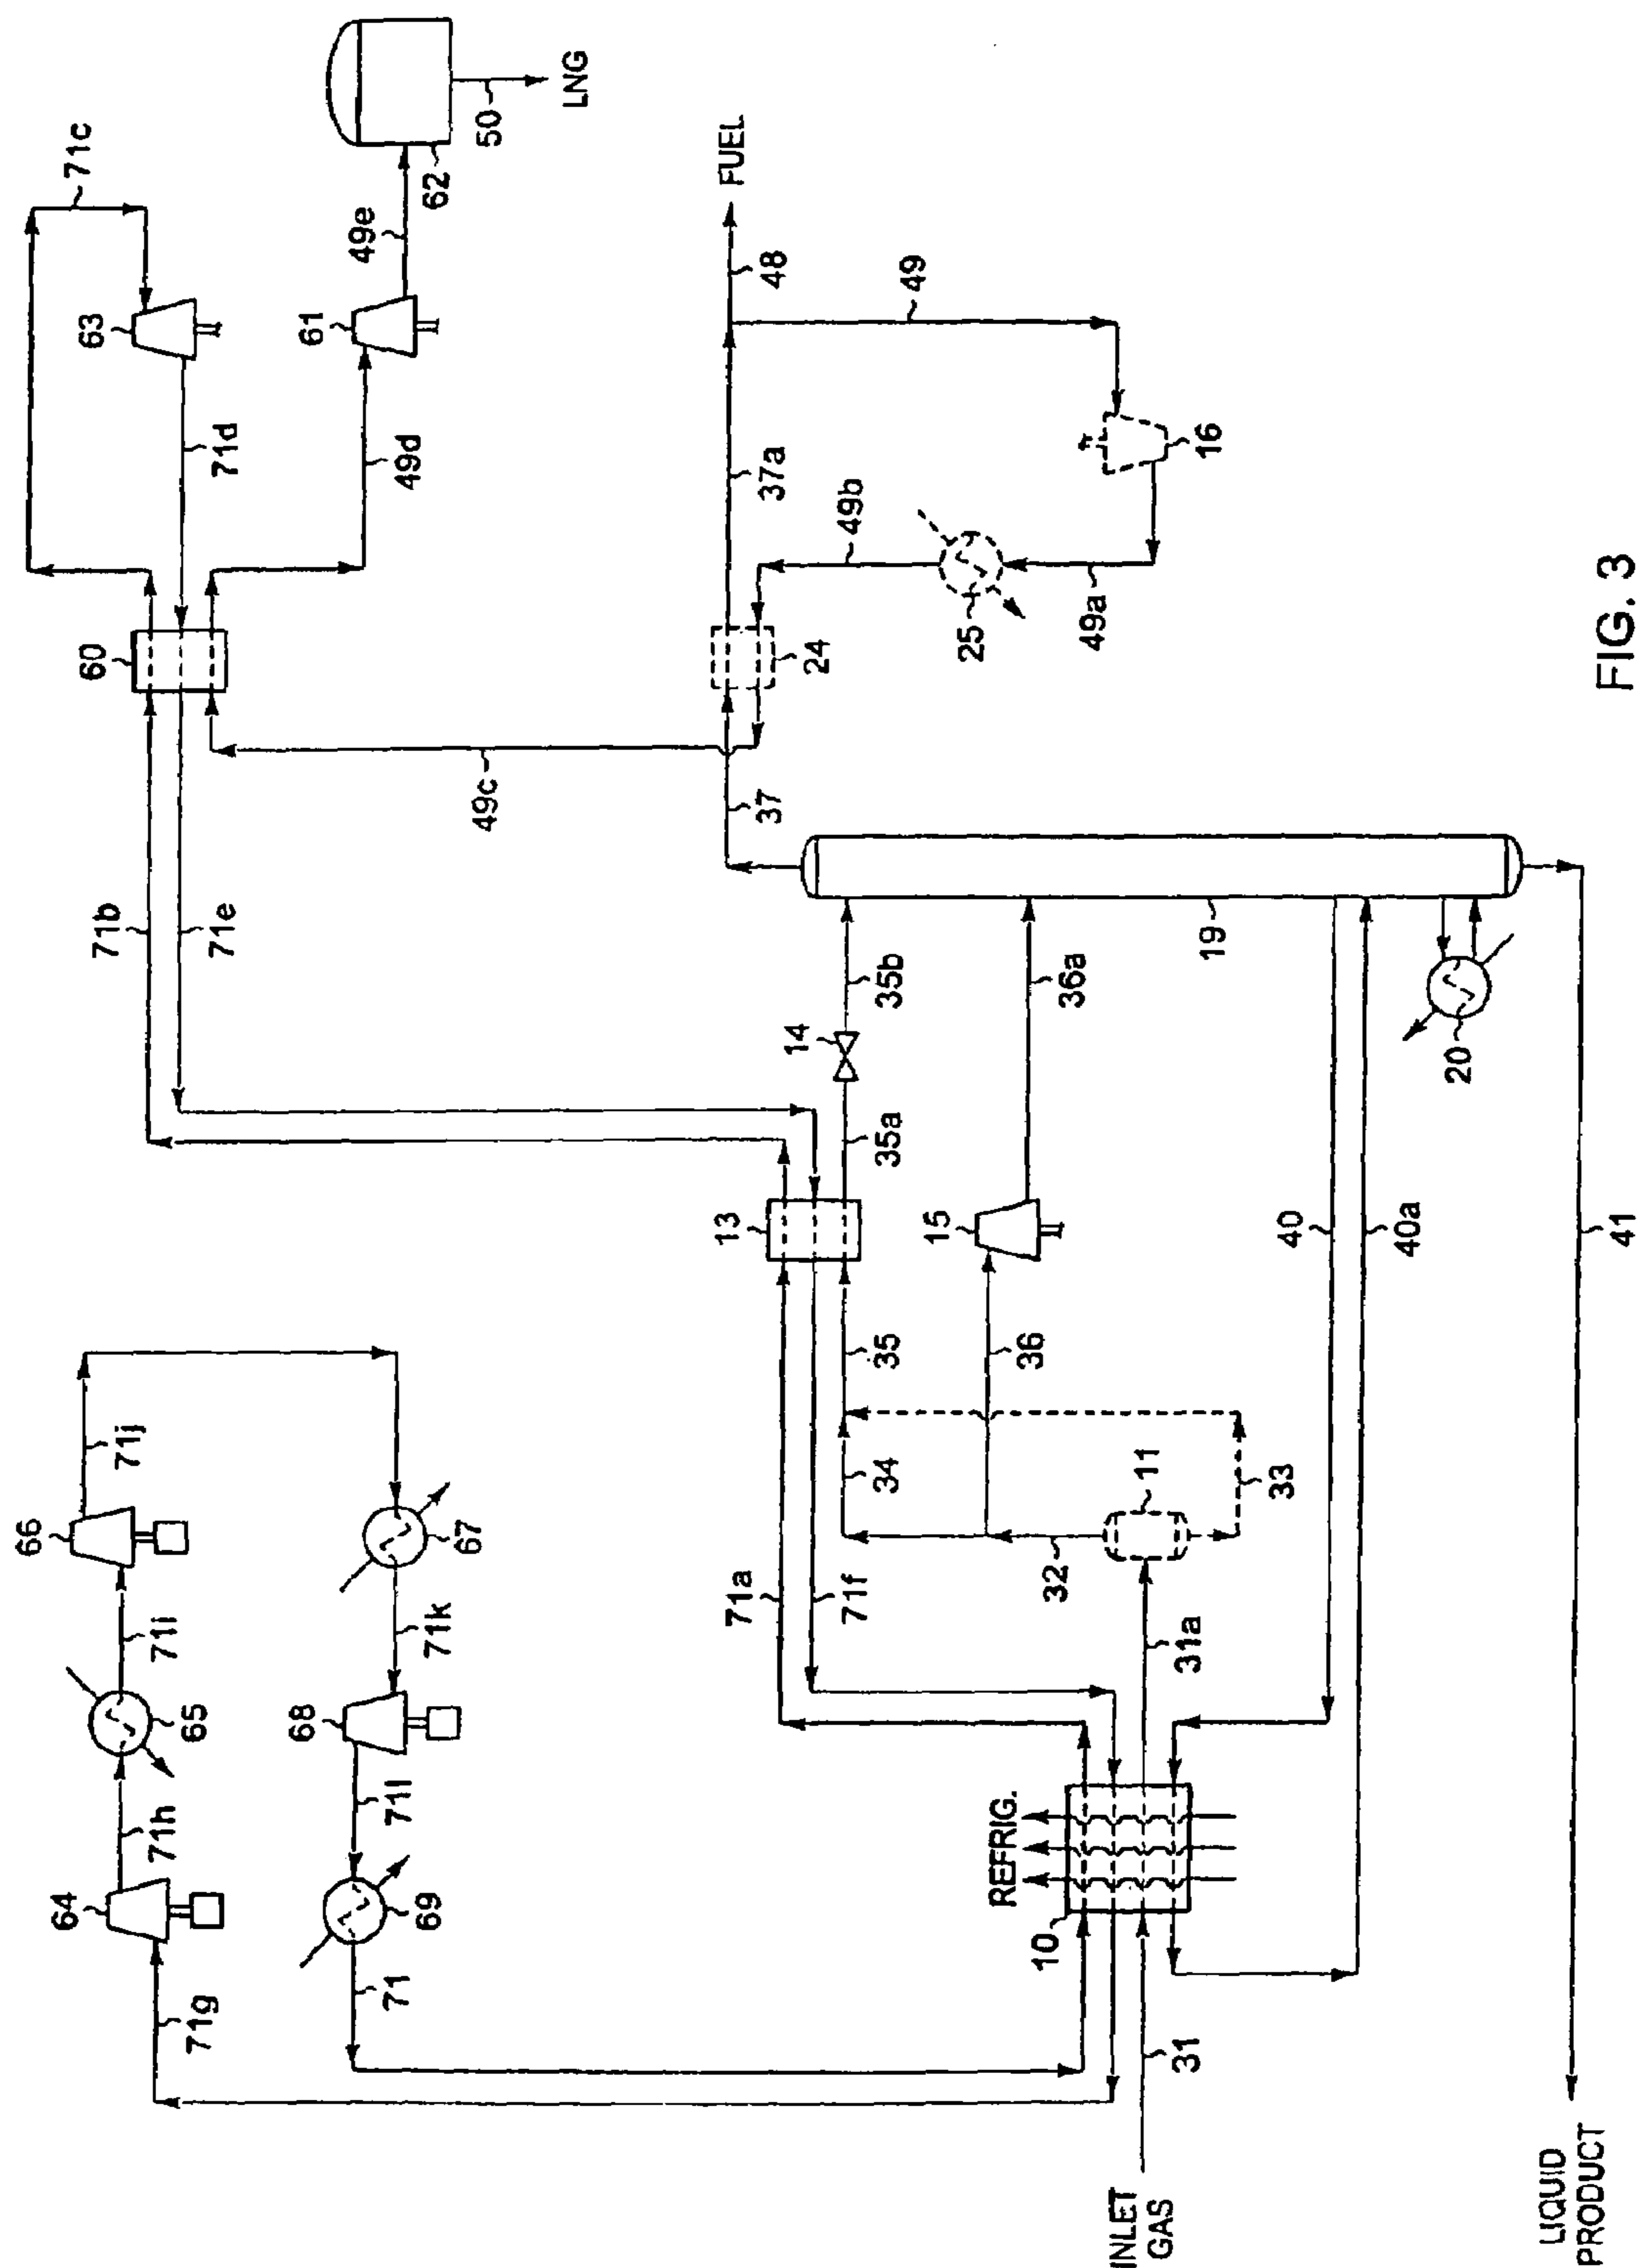 71g
64
71h
65
71i
66
71j
67
71k
68
71l
69
71
71b
71e
60
71d
63
71c
49d
61
49e
62
50
LNG
49c
37
24
37a
48
FUEL
49
49b
25
49a
16
INLET
GAS
31
10
REFRIG.
71a
71f
31a
32
11
33
34
35
36
13
15
35a
14
35b
36a
19
40
40a
20
41
LIQUID
PRODUCT
FIG. 3